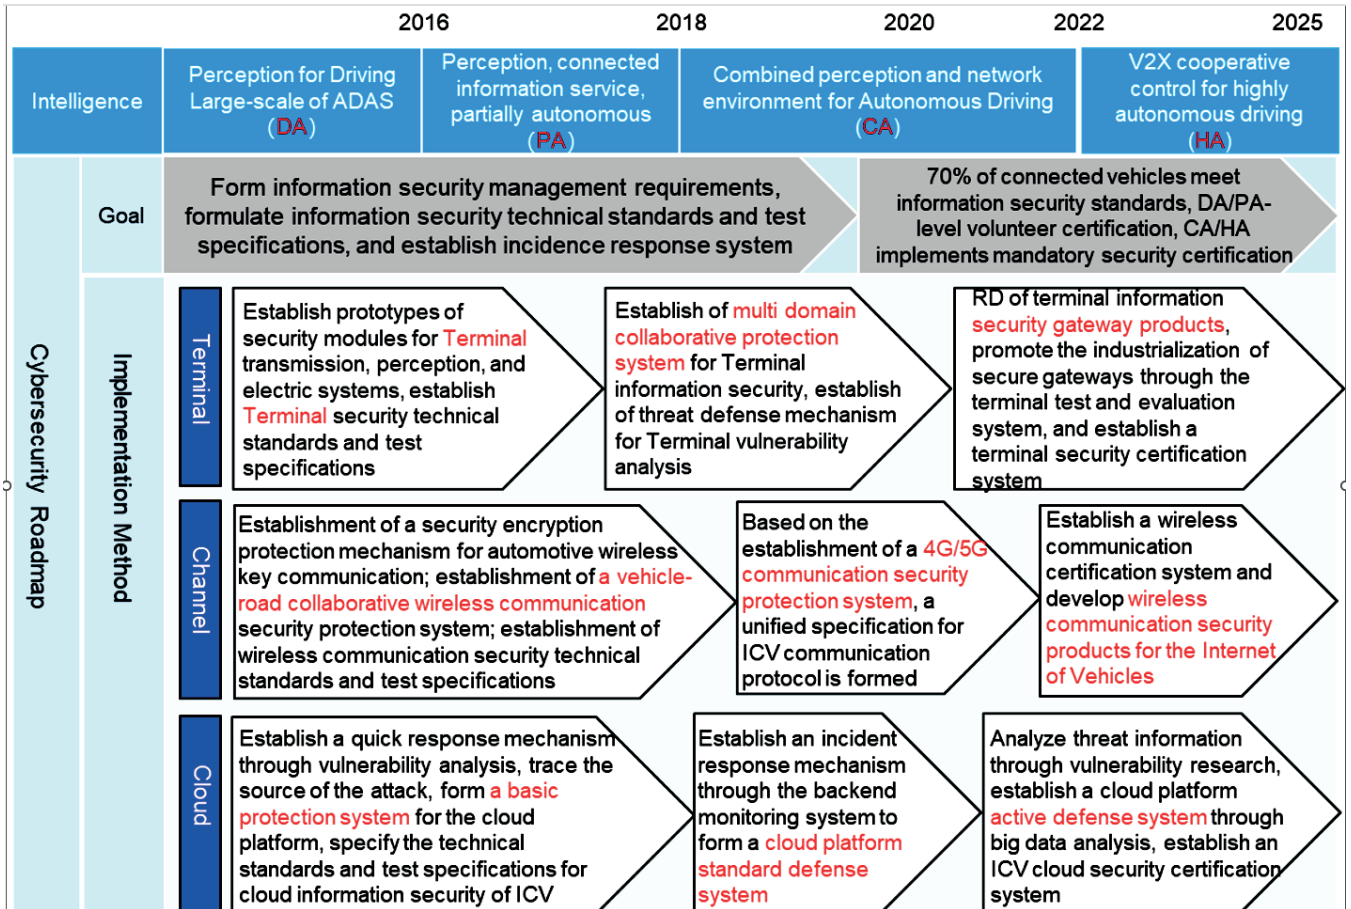 2016 2018 2020 2022 2025
Intelligence
Perception for Driving
Large-scale of ADAS
(DA)
Perception, connected
information service,
partially autonomous
(PA)
Combined perception and network
environment for Autonomous Driving
(CA)
V2X cooperative
control for highly
autonomous driving
(HA)
Cybersecurity Roadmap
Goal
Form information security management requirements,
formulate information security technical standards and test
specifications, and establish incidence response system
70% of connected vehicles meet
information security standards, DA/PA-
level volunteer certification, CA/HA
implements mandatory security certification
Implementation Method
Terminal
Establish prototypes of
security modules for Terminal
transmission, perception, and
electric systems, establish
Terminal security technical
standards and test
specifications
Establish of multi domain
collaborative protection
system for Terminal
information security, establish
of threat defense mechanism
for Terminal vulnerability
analysis
RD of terminal information
security gateway products,
promote the industrialization of
secure gateways through the
terminal test and evaluation
system, and establish a
terminal security certification
system
Channel
Establishment of a security encryption
protection mechanism for automotive wireless
key communication; establishment of a vehicle-
road collaborative wireless communication
security protection system; establishment of
wireless communication security technical
standards and test specifications
Based on the
establishment of a 4G/5G
communication security
protection system, a
unified specification for
ICV communication
protocol is formed
Establish a wireless
communication
certification system and
develop wireless
communication security
products for the Internet
of Vehicles
Cloud
Establish a quick response mechanism
through vulnerability analysis, trace the
source of the attack, form a basic
protection system for the cloud
platform, specify the technical
standards and test specifications for
cloud information security of ICV
Establish an incident
response mechanism
through the backend
monitoring system to
form a cloud platform
standard defense
system
Analyze threat information
through vulnerability research,
establish a cloud platform
active defense system through
big data analysis, establish an
ICV cloud security certification
system